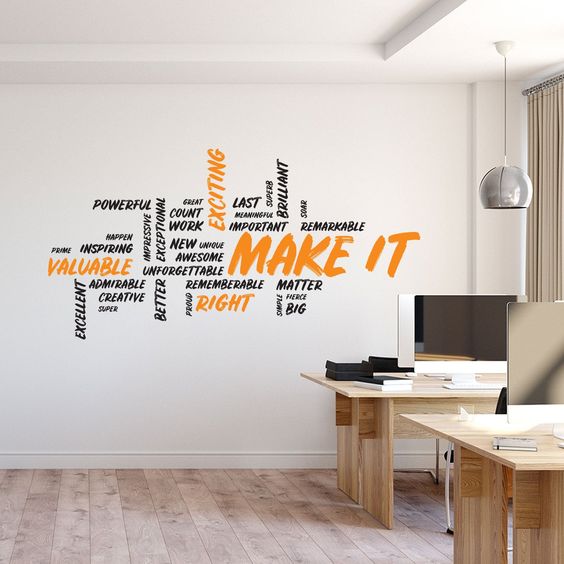 EXCITING
POWERFUL
GREAT
LAST
SUPERB
BRILLIANT
IMPRESSIVE
EXCEPTIONAL
COUNT
MEANINGFUL
SOAR
WORK
IMPORTANT
REMARKABLE
HAPPEN
PRIME
INSPIRING
NEW
UNIQUE
MAKE IT
VALUABLE
AWESOME
UNFORGETTABLE
EXCELLENT
ADMIRABLE
BETTER
REMEMBERABLE
MATTER
CREATIVE
PROUD
RIGHT
SIMPLE
FIERCE
SUPER
BIG